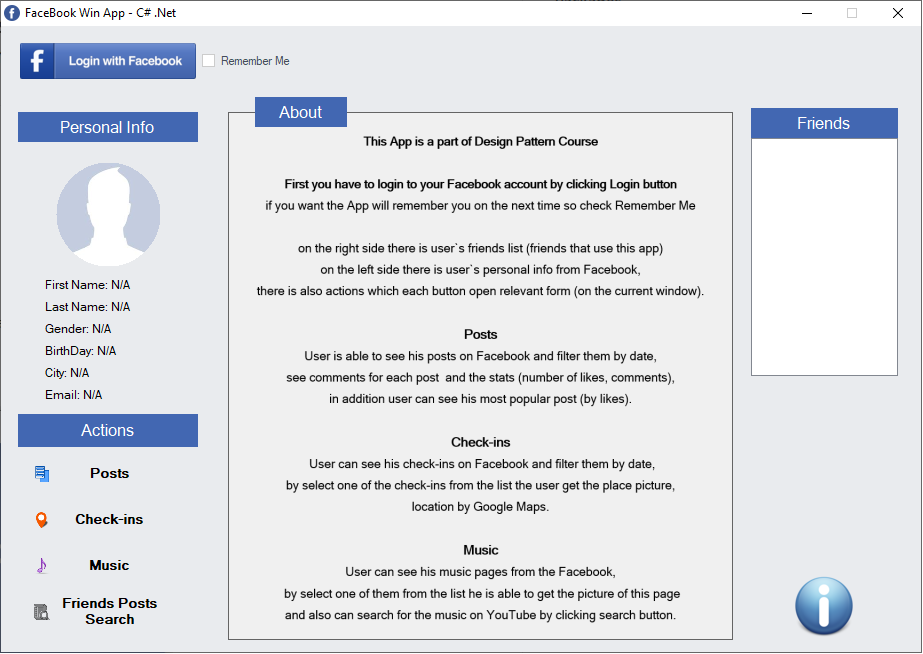 FaceBook Win App - C# .Net
f Login with Facebook
Remember Me
Personal Info
First Name: N/A
Last Name: N/A
Gender: N/A
BirthDay: N/A
City: N/A
Email: N/A
Actions
Posts
Check-ins
Music
Friends Posts
Search
About
This App is a part of Design Pattern Course
First you have to login to your Facebook account by clicking Login button
if you want the App will remember you on the next time so check Remember Me
on the right side there is user`s friends list (friends that use this app)
on the left side there is user`s personal info from Facebook,
there is also actions which each button open relevant form (on the current window).
Posts
User is able to see his posts on Facebook and filter them by date,
see comments for each post  and the stats (number of likes, comments),
in addition user can see his most popular post (by likes).
Check-ins
User can see his check-ins on Facebook and filter them by date,
by select one of the check-ins from the list the user get the place picture,
location by Google Maps.
Music
User can see his music pages from the Facebook,
by select one of them from the list he is able to get the picture of this page
and also can search for the music on YouTube by clicking search button.
Friends